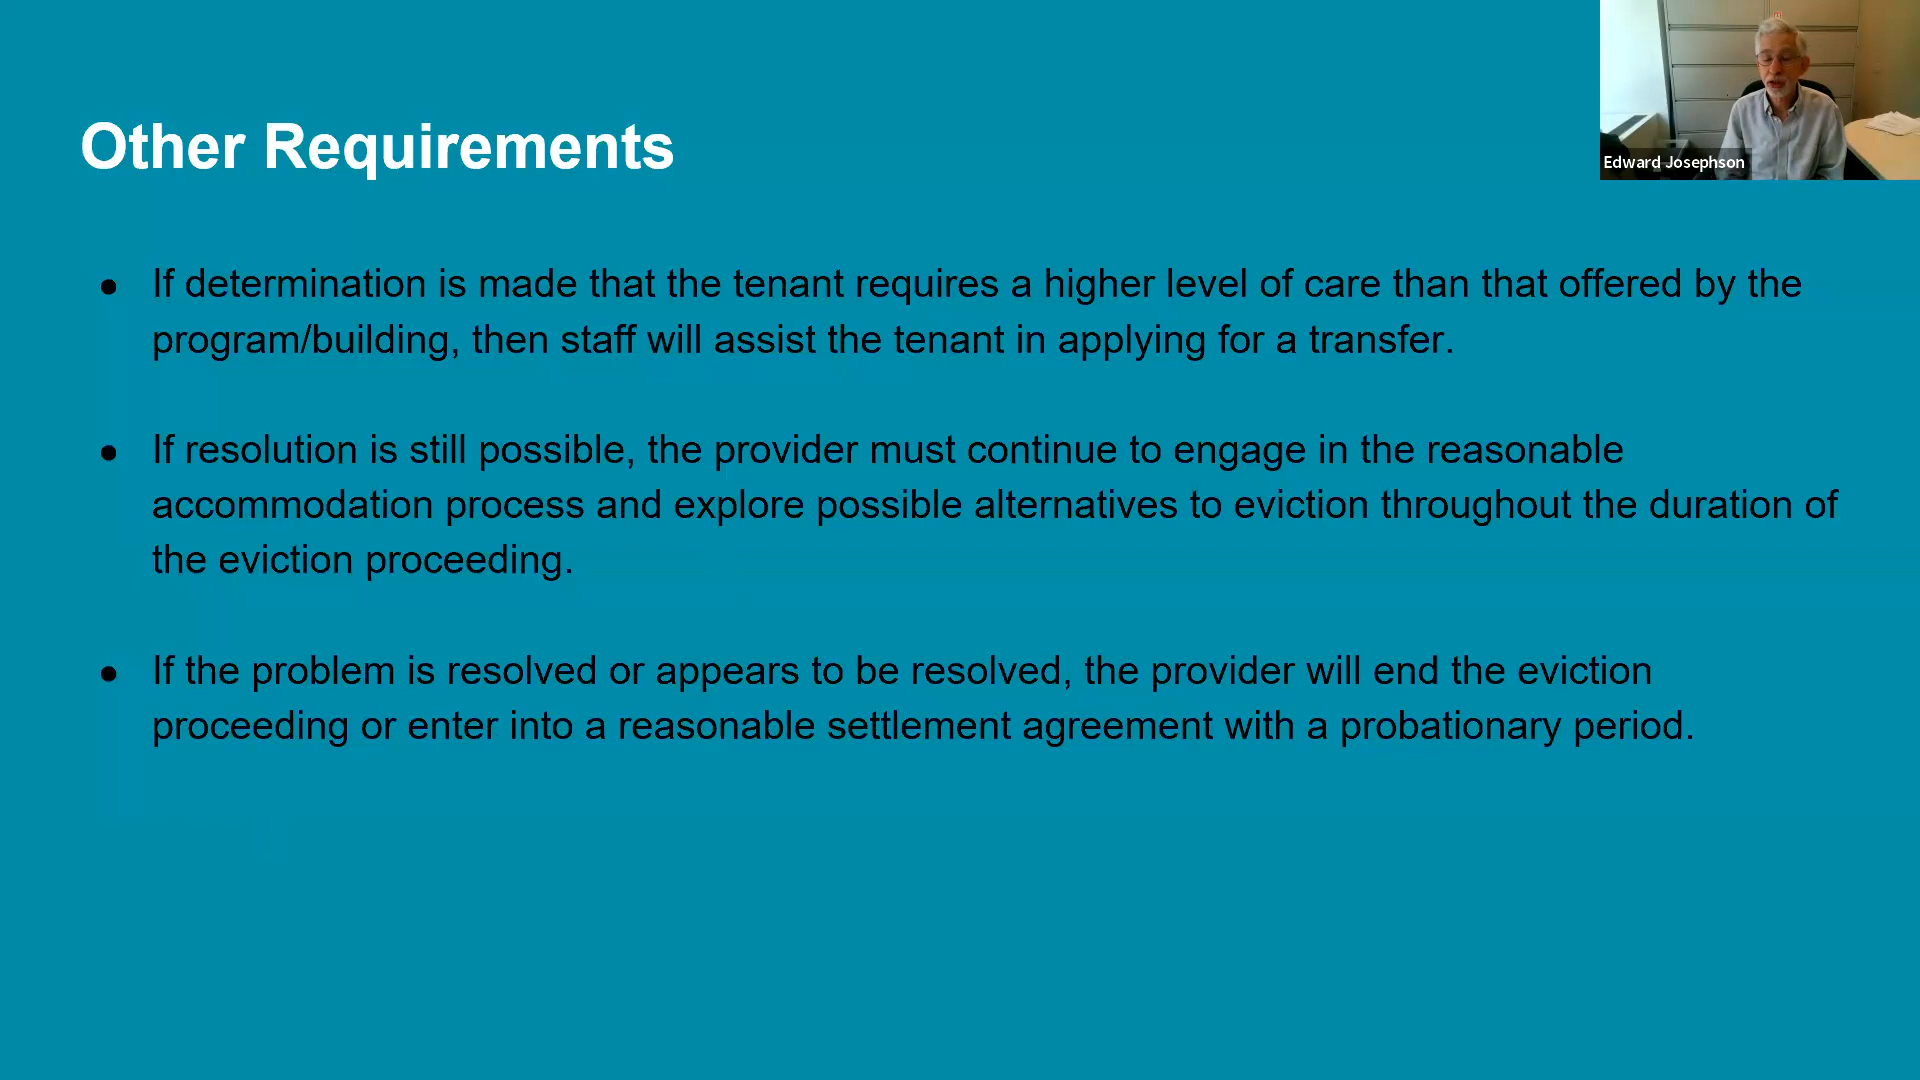 Other Requirements
Edward Josephson
● If determination is made that the tenant requires a higher level of care than that offered by the
program/building, then staff will assist the tenant in applying for a transfer.
● If resolution is still possible, the provider must continue to engage in the reasonable
accommodation process and explore possible alternatives to eviction throughout the duration of
the eviction proceeding.
● If the problem is resolved or appears to be resolved, the provider will end the eviction
proceeding or enter into a reasonable settlement agreement with a probationary period.